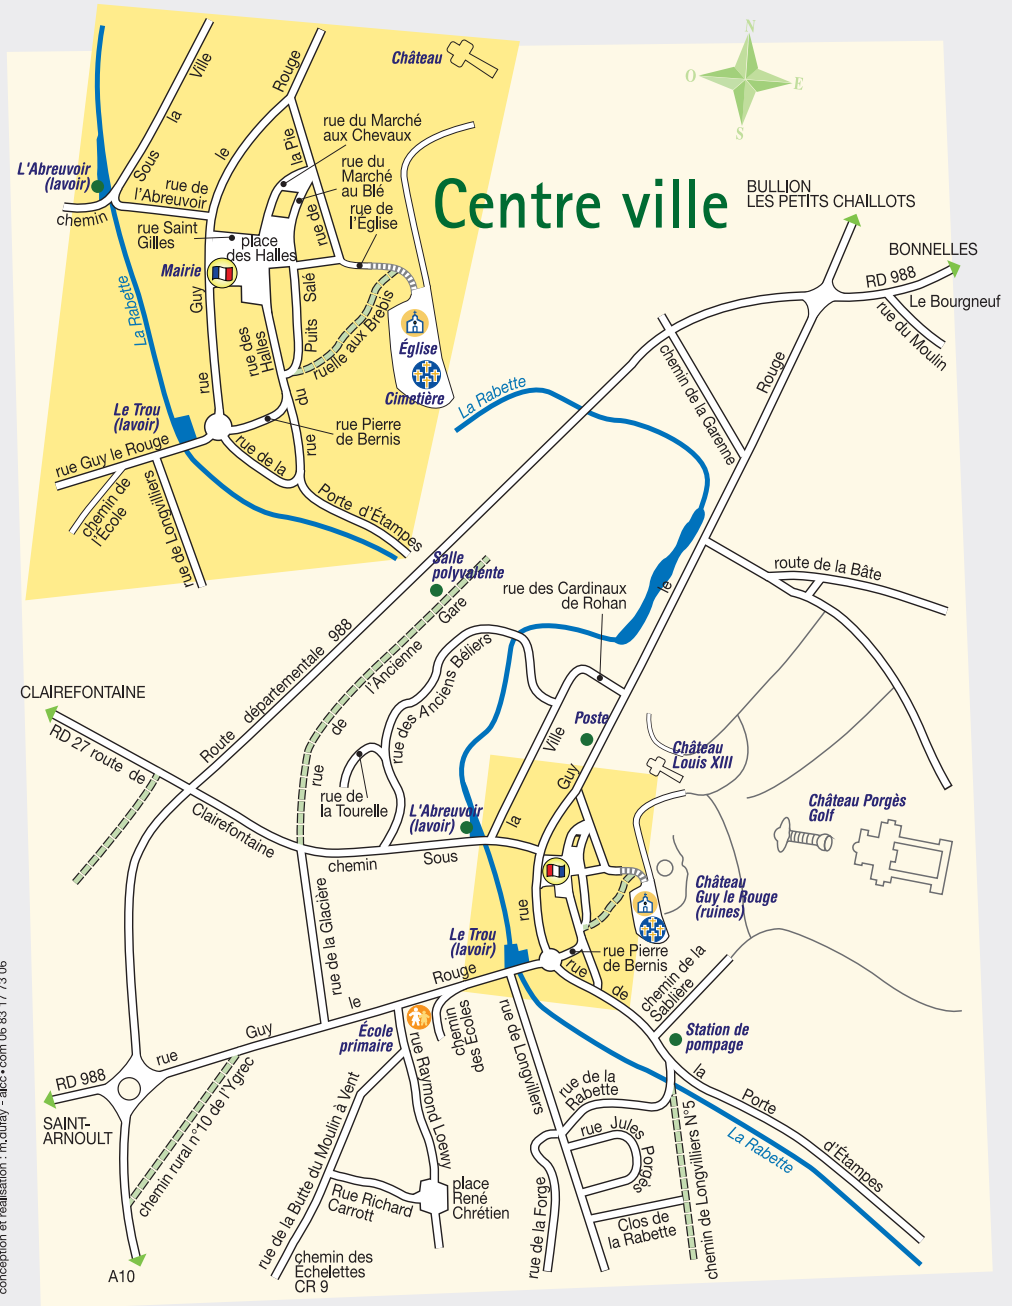 Centre ville
N
O
E
S
Château
Ville
la
Sous
chemin
Rouge
le
la Pie
rue de
rue du Marché
aux Chevaux
rue du
Marché
au Blé
rue de
l'Église
L'Abreuvoir
(lavoir)
rue de
l'Abreuvoir
rue Saint
Gilles
place
des Halles
Mairie
Guy
rue
La Rabette
rue des
Halles
Puits
Salé
du
rue
ruelle aux Brebis
Église
Cimetière
Le Trou
(lavoir)
rue Pierre
de Bernis
rue Guy le Rouge
rue de la
Porte d'Étampes
chemin de
l'École
rue de Longvilliers
BULLION
LES PETITS CHAILLOTS
BONNELLES
RD 988
Le Bourgneuf
rue du Moulin
chemin de la Garenne
Rouge
le
La Rabette
route de la Bâte
Salle
polyvalente
rue des Cardinaux
de Rohan
Gare
l'Ancienne
de
rue
Route départementale 988
rue des Anciens Béliers
CLAIREFONTAINE
RD 27 route de
Clairefontaine
Ville
la
Poste
Guy
Château
Louis XIII
Château Porgès
Golf
rue de
la Tourelle
L'Abreuvoir
(lavoir)
chemin
Sous
rue
Château
Guy le Rouge
(ruines)
rue de la Glacière
Le Trou
(lavoir)
rue Pierre
de Bernis
Rouge
le
Guy
rue
rue
de
la
Porte
d'Étampes
chemin de la
Sablière
Station de
pompage
École
primaire
chemin
des Écoles
rue de Longvillers
rue Raymond Loewy
RD 988
SAINT-
ARNOULT
chemin rural n°10 de l'Ygrec
rue de la
Rabette
rue Jules
Porgès
La Rabette
rue de la Butte du Moulin à Vent
Rue Richard
Carrott
place
René
Chrétien
rue de la Forge
Clos de
la Rabette
chemin de Longvilliers N°5
chemin des
Échelettes
CR 9
A10
conception et réalisation : m.dufay - alcc•com 06 83 17 73 06